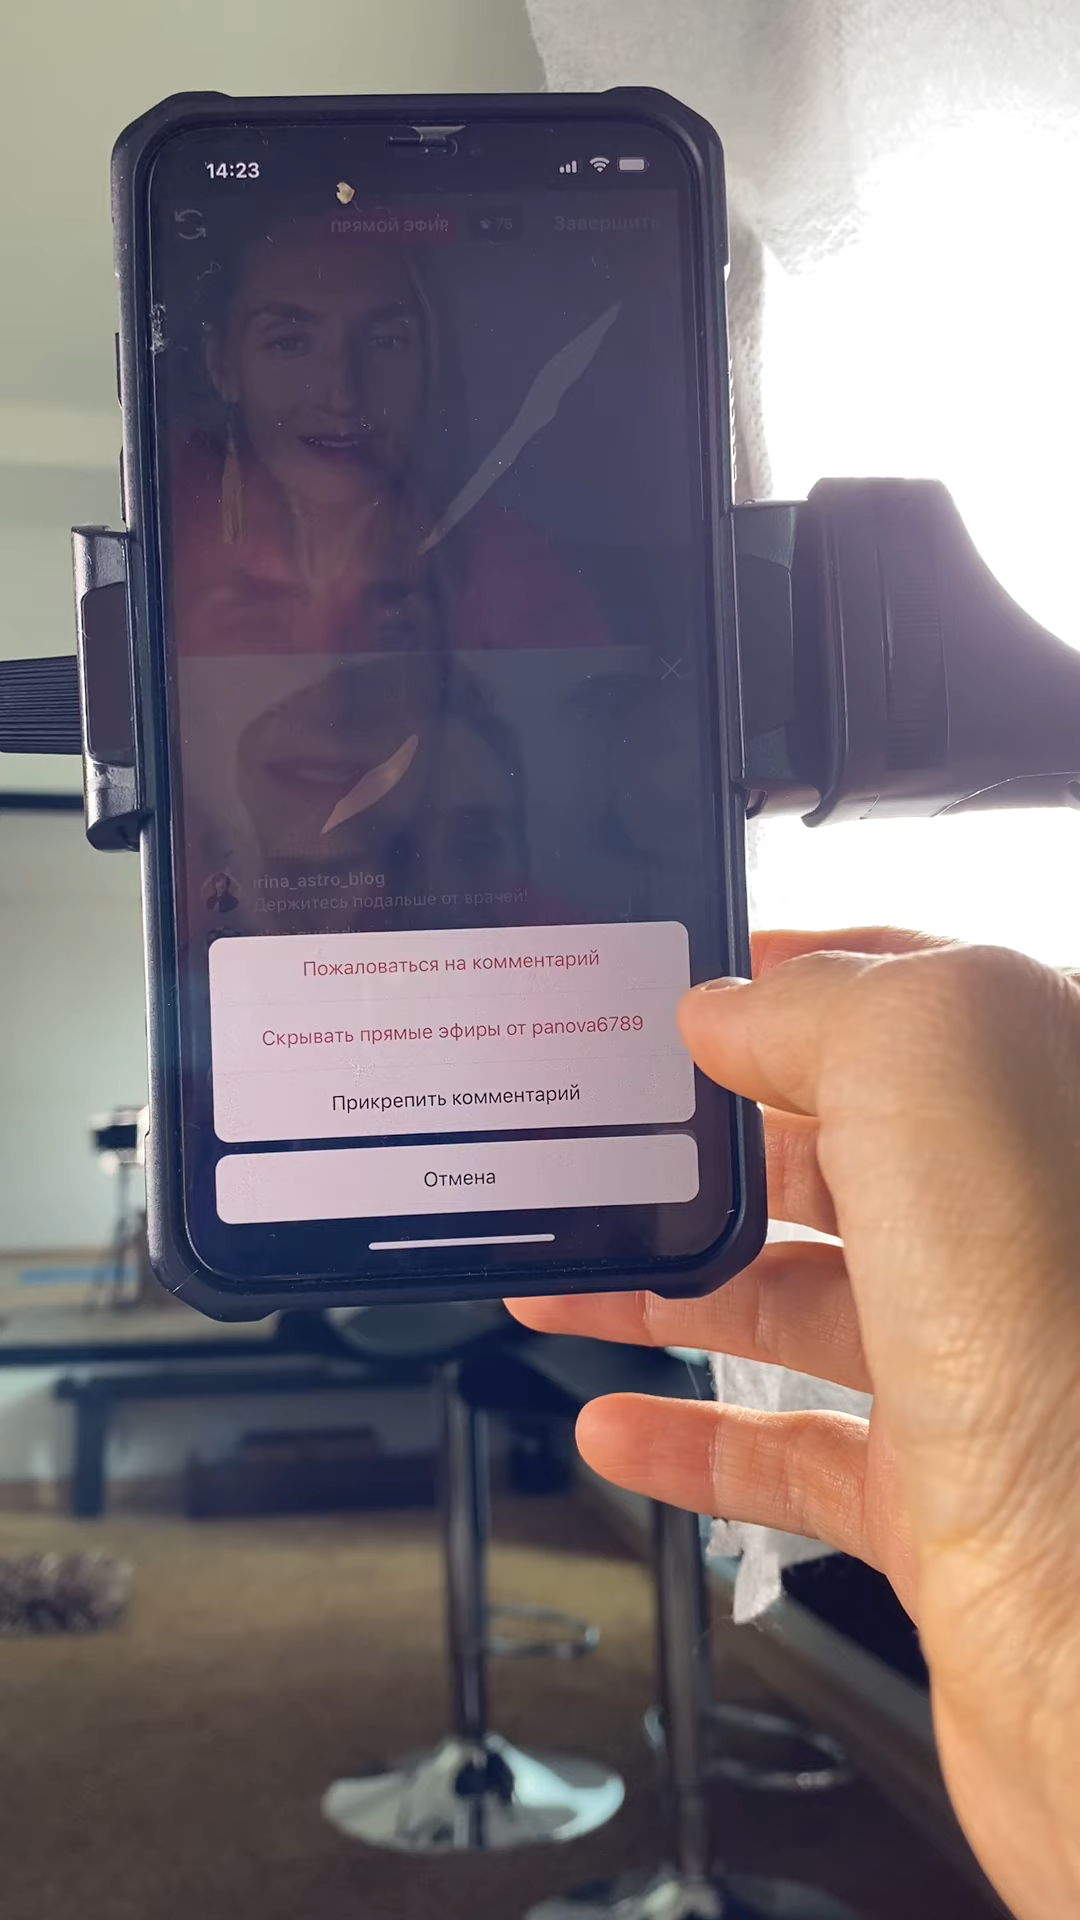 14:23
ПРЯМОЙ ЭФИР
75
Завершить
irina_astro_blog
Держитесь подальше от врачей!
Пожаловаться на комментарий
Скрывать прямые эфиры от panova6789
Прикрепить комментарий
Отмена